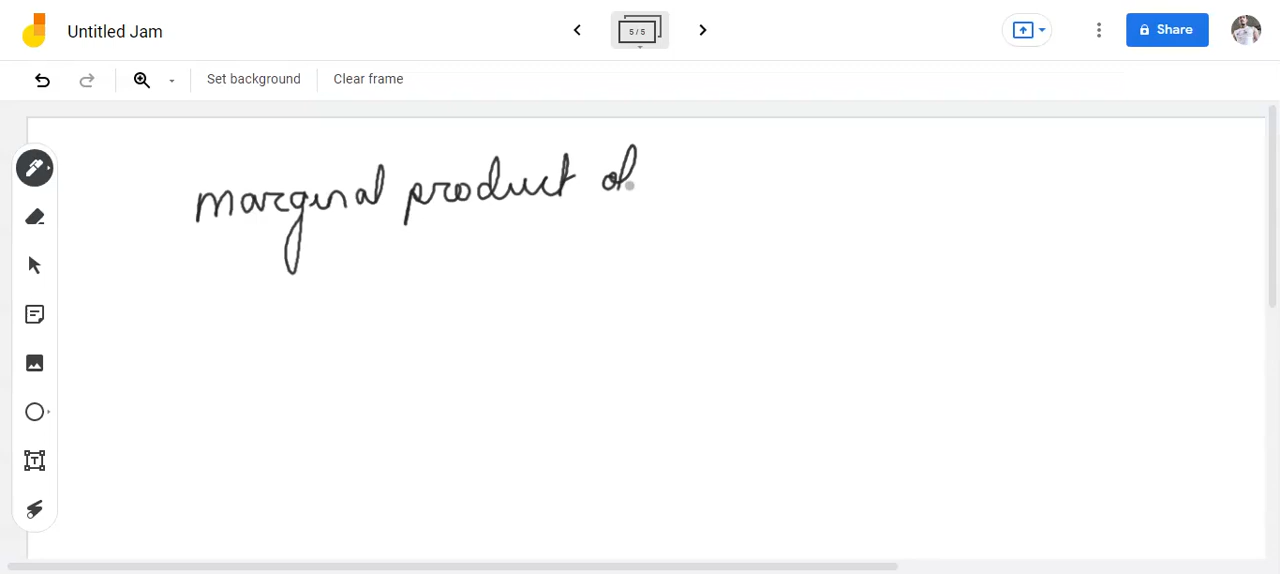 Untitled Jam
5 / 5
Share
Set background
Clear frame
marginal product of